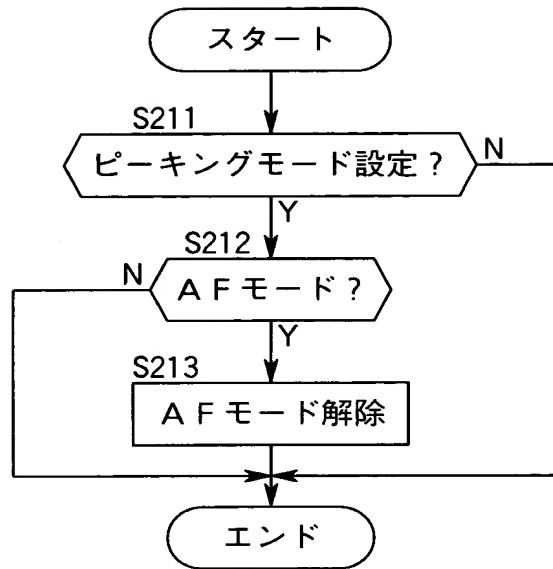 スタート
S211
ピーキングモード設定？
N
Y
S212
N
ＡＦモード？
Y
S213
ＡＦモード解除
エンド